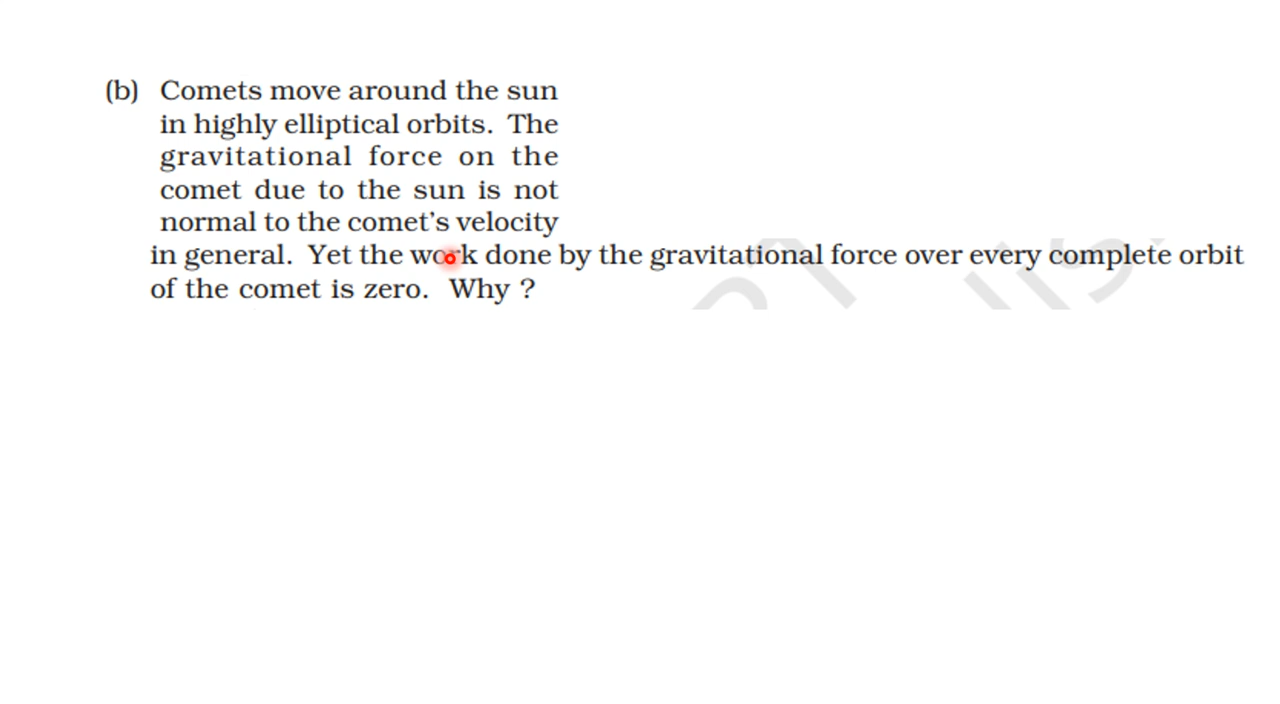 (b) Comets move around the sun
in highly elliptical orbits. The
gravitational force on the
comet due to the sun is not
normal to the comet's velocity
in general. Yet the work done by the gravitational force over every complete orbit
of the comet is zero. Why ?